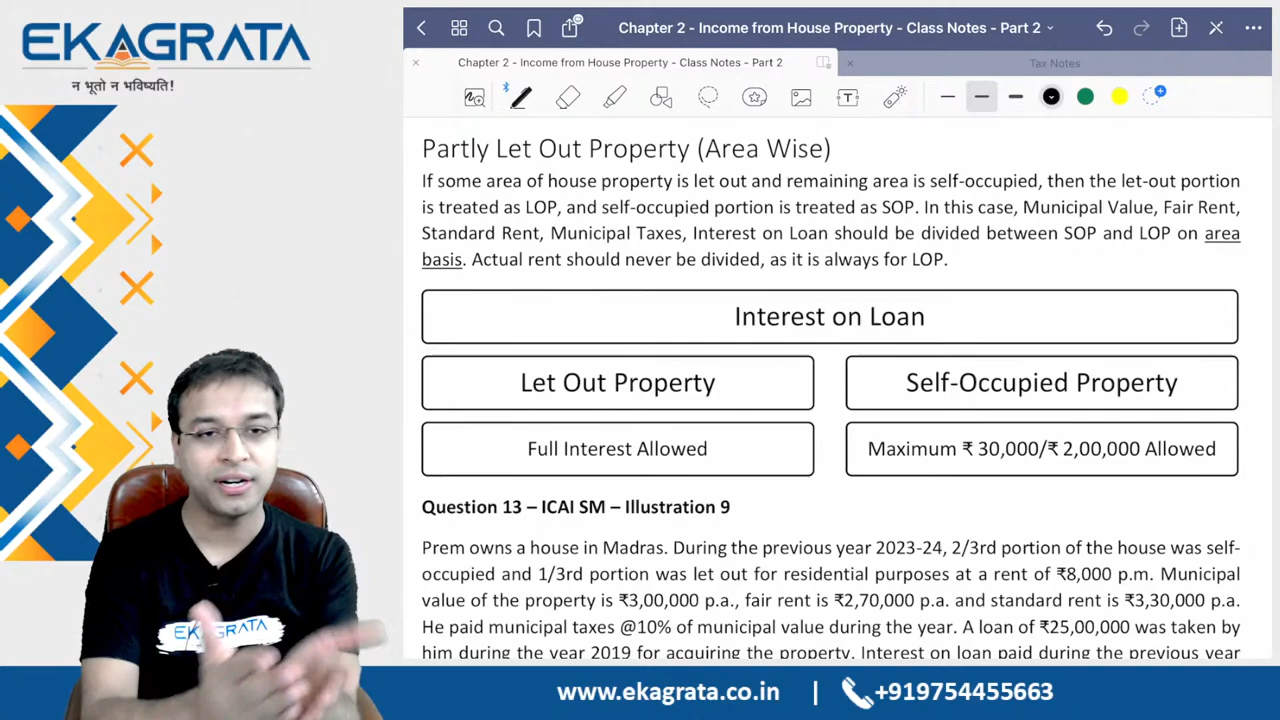 EKAGRATA
न भूतो न भविष्यति!
Chapter 2 - Income from House Property - Class Notes - Part 2
Chapter 2 - Income from House Property - Class Notes - Part 2
Tax Notes
Partly Let Out Property (Area Wise)
If some area of house property is let out and remaining area is self-occupied, then the let-out portion
is treated as LOP, and self-occupied portion is treated as SOP. In this case, Municipal Value, Fair Rent,
Standard Rent, Municipal Taxes, Interest on Loan should be divided between SOP and LOP on area
basis. Actual rent should never be divided, as it is always for LOP.
Interest on Loan
Let Out Property
Self-Occupied Property
Full Interest Allowed
Maximum ₹ 30,000/₹ 2,00,000 Allowed
Question 13 – ICAI SM – Illustration 9
Prem owns a house in Madras. During the previous year 2023-24, 2/3rd portion of the house was self-
occupied and 1/3rd portion was let out for residential purposes at a rent of ₹8,000 p.m. Municipal
value of the property is ₹3,00,000 p.a., fair rent is ₹2,70,000 p.a. and standard rent is ₹3,30,000 p.a.
He paid municipal taxes @10% of municipal value during the year. A loan of ₹25,00,000 was taken by
him during the year 2019 for acquiring the property. Interest on loan paid during the previous year
EKAGRATA
www.ekagrata.co.in | +919754455663